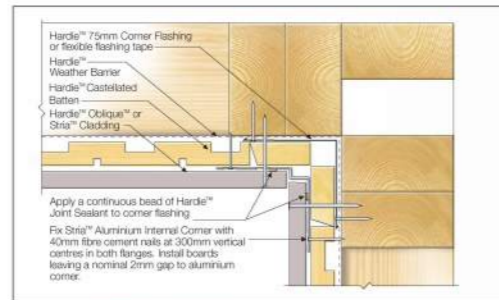 Hardie™ 75mm Corner Flashing
or flexible flashing tape
Hardie™
Weather Barrier
Hardie™ Castellated
Batten
Hardie™ Oblique™ or
Stria™ Cladding
Apply a continuous bead of Hardie™
Joint Sealant to corner flashing
Fix Stria™ Aluminium Internal Corner with
40mm fibre cement nails at 300mm vertical
centres in both flanges. Install boards
leaving a nominal 2mm gap to aluminium
corner.